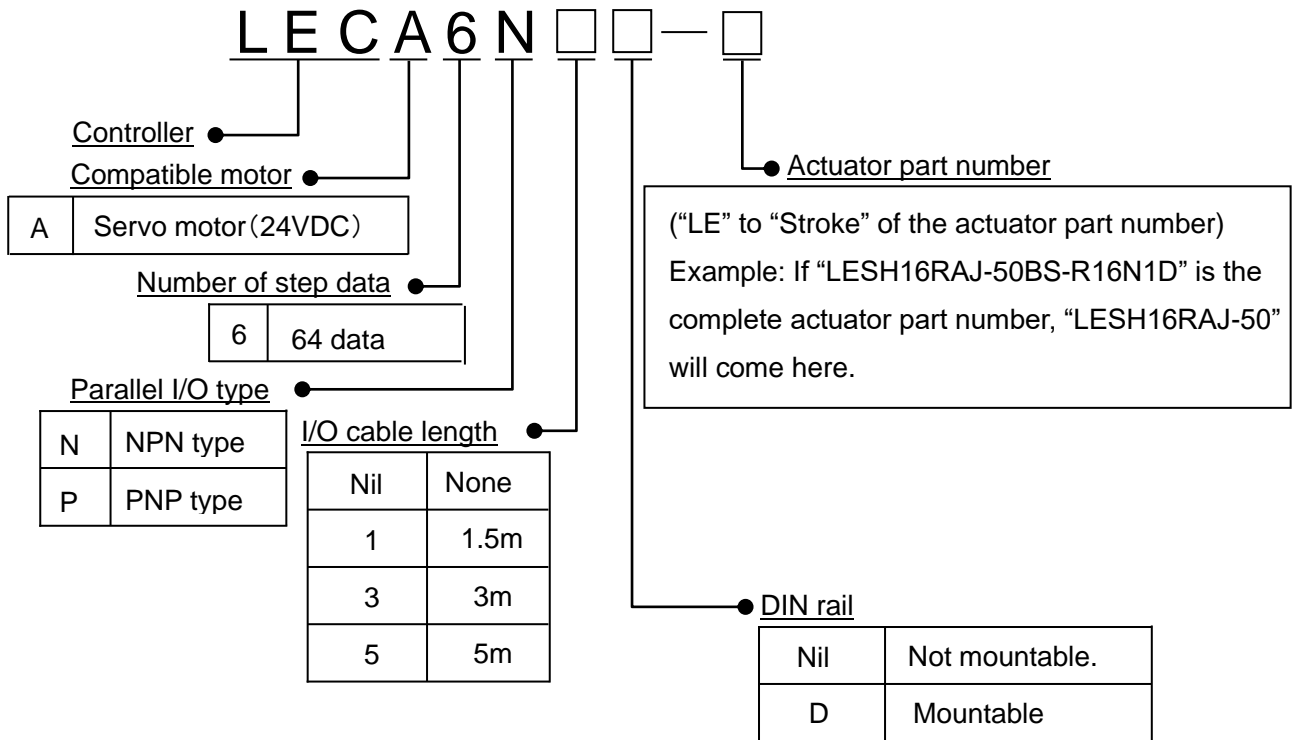 LECA6N□□—□
Controller
Compatible motor
A Servo motor（24VDC）
Number of step data
6 64 data
Parallel I/O type
N NPN type
P PNP type
I/O cable length
Nil None
1 1.5m
3 3m
5 5m
Actuator part number
(“LE” to “Stroke” of the actuator part number)
Example: If “LESH16RAJ-50BS-R16N1D” is the
complete actuator part number, “LESH16RAJ-50”
will come here.
DIN rail
Nil Not mountable.
D Mountable